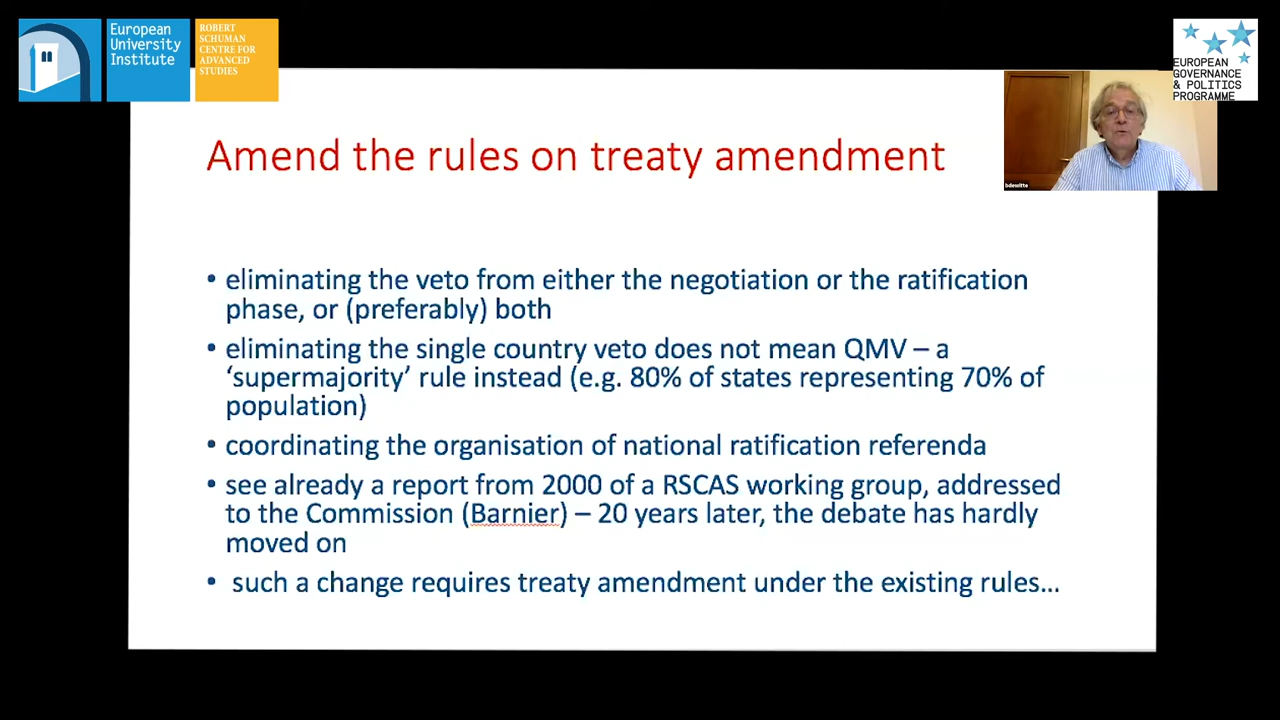 European
University
Institute
ROBERT
SCHUMAN
CENTRE FOR
ADVANCED
STUDIES
EUROPEAN
GOVERNANCE
& POLITICS
PROGRAMME
bdewitte
Amend the rules on treaty amendment
• eliminating the veto from either the negotiation or the ratification
phase, or (preferably) both
• eliminating the single country veto does not mean QMV – a
‘supermajority’ rule instead (e.g. 80% of states representing 70% of
population)
• coordinating the organisation of national ratification referenda
• see already a report from 2000 of a RSCAS working group, addressed
to the Commission (Barnier) – 20 years later, the debate has hardly
moved on
• such a change requires treaty amendment under the existing rules…